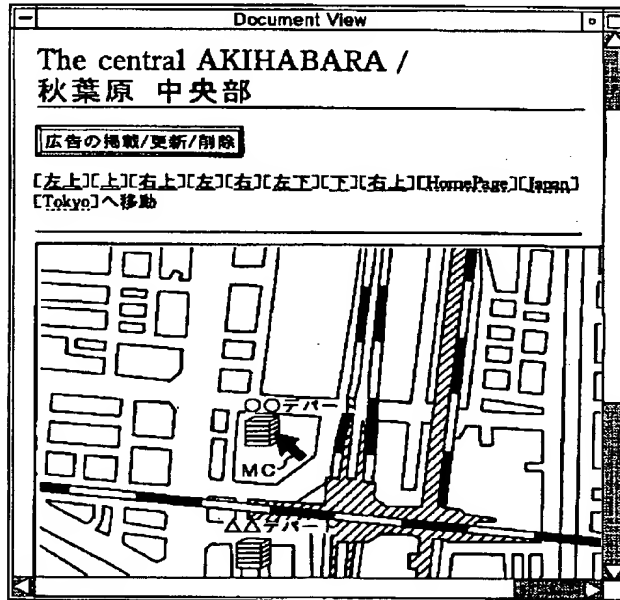 Document View
The central AKIHABARA /
秋葉原 中央部
広告の掲載/更新/削除
[左上][上][右上][左][右][左下][下][右上][HomePage][Japan]
[Tokyo]へ移動
○○デパート
MC
△△デパート